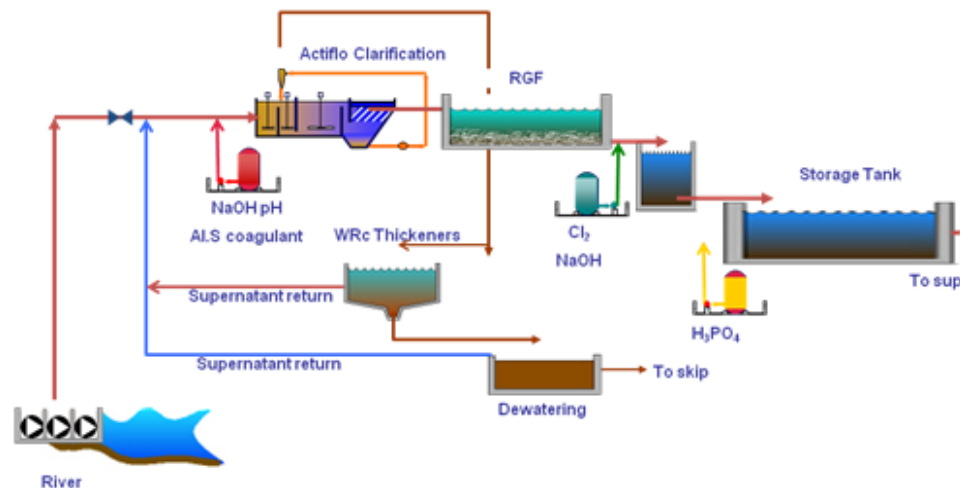 Actiflo Clarification
RGF
NaOH pH
Al.S coagulant
WRc Thickeners
Cl₂
NaOH
Storage Tank
To sup
H₃PO₄
Supernatant return
Supernatant return
To skip
Dewatering
River